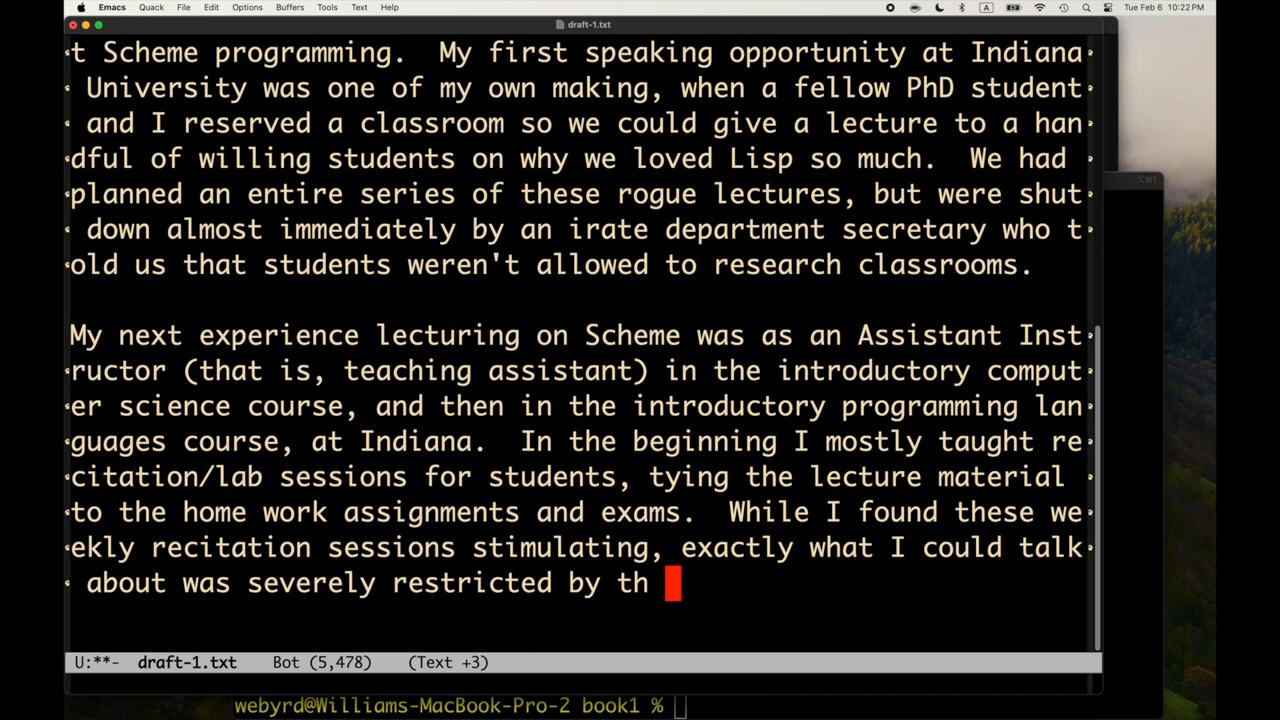 Emacs Quack File Edit Options Buffers Tools Text Help A Tue Feb 6 10:22 PM
draft-1.txt
t Scheme programming.  My first speaking opportunity at Indiana
University was one of my own making, when a fellow PhD student
and I reserved a classroom so we could give a lecture to a han
dful of willing students on why we loved Lisp so much.  We had
planned an entire series of these rogue lectures, but were shut
down almost immediately by an irate department secretary who t
old us that students weren't allowed to research classrooms.
My next experience lecturing on Scheme was as an Assistant Inst
ructor (that is, teaching assistant) in the introductory comput
er science course, and then in the introductory programming lan
guages course, at Indiana.  In the beginning I mostly taught re
citation/lab sessions for students, tying the lecture material
to the home work assignments and exams.  While I found these we
ekly recitation sessions stimulating, exactly what I could talk
about was severely restricted by th
U:**-  draft-1.txt    Bot (5,478)    (Text +3)
webyrd@Williams-MacBook-Pro-2 book1 %
⌥⌘1